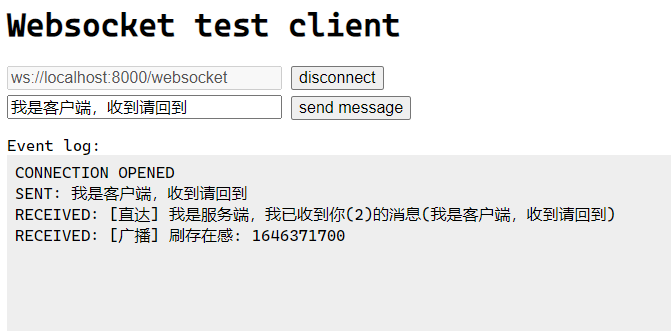 Websocket test client
ws://localhost:8000/websocket disconnect
我是客户端，收到请回到 send message
Event log:
CONNECTION OPENED
SENT: 我是客户端，收到请回到
RECEIVED: [直达] 我是服务端，我已收到你(2)的消息(我是客户端，收到请回到)
RECEIVED: [广播] 刷存在感: 1646371700